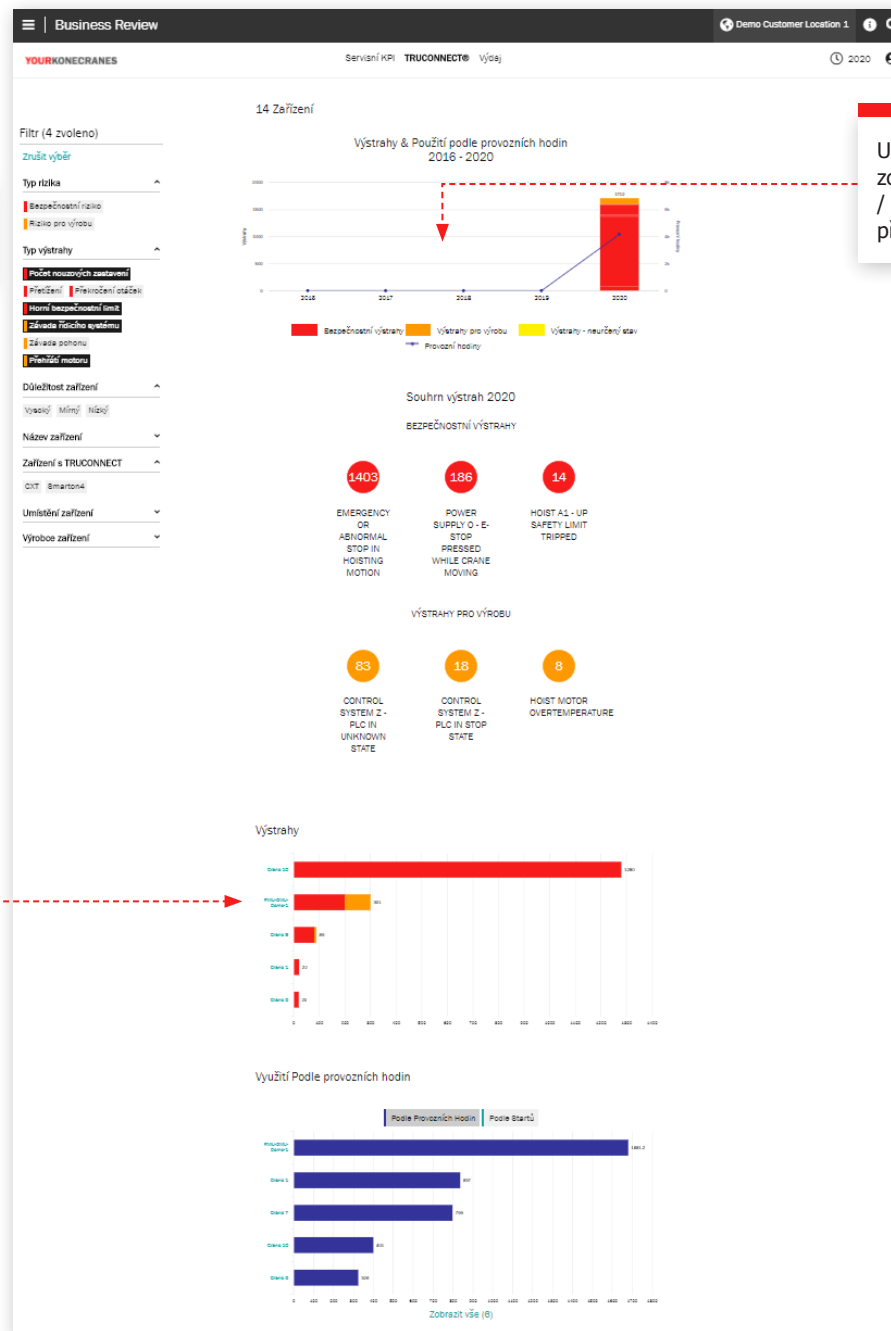 Business Review
Demo Customer Location 1
YOURKONECRANES
Servisní KPI TRUCONNECT® Výdaj
2020
14 Zařízení
Filtr (4 zvoleno)
Zrušit výběr
Typ rizika
Bezpečnostní riziko
Riziko pro výrobu
Typ výstrahy
Počet nouzových zastavení
Přetížení Překročení otáček
Horní bezpečnostní limit
Závada řídicího systému
Závada pohonu
Přehřátí motoru
Důležitost zařízení
Vysoký Mírný Nízký
Název zařízení
Zařízení s TRUCONNECT
CXT Smarton4
Umístění zařízení
Výrobce zařízení
Výstrahy & Použití podle provozních hodin
2016 - 2020
Výstrahy
Provozní hodiny
2016 2017 2018 2019 2020
Bezpečnostní výstrahy Výstrahy pro výrobu Výstrahy - neurčený stav
Provozní hodiny
Souhrn výstrah 2020
BEZPEČNOSTNÍ VÝSTRAHY
1403 186 14
EMERGENCY
OR
ABNORMAL
STOP IN
HOISTING
MOTION
POWER
SUPPLY O - E-
STOP
PRESSED
WHILE CRANE
MOVING
HOIST A1 - UP
SAFETY LIMIT
TRIPPED
VÝSTRAHY PRO VÝROBU
83 18 8
CONTROL
SYSTEM Z -
PLC IN
UNKNOWN
STATE
CONTROL
SYSTEM Z -
PLC IN STOP
STATE
HOIST MOTOR
OVERTEMPERATURE
Výstrahy
Využití Podle provozních hodin
Podle Provozních Hodin Podle Startů
Zobrazit vše (6)